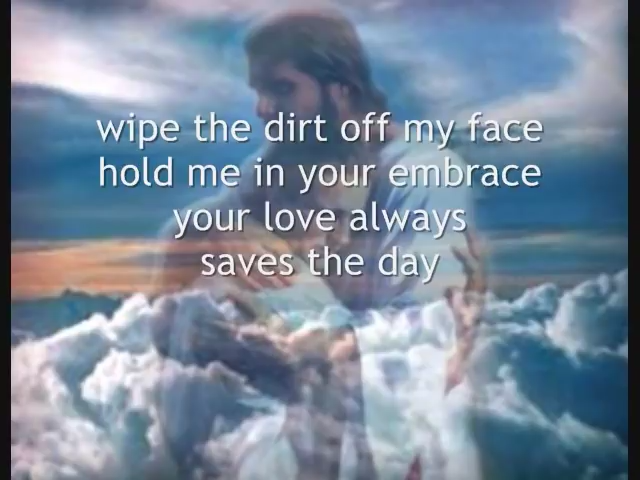 wipe the dirt off my face
hold me in your embrace
your love always
saves the day